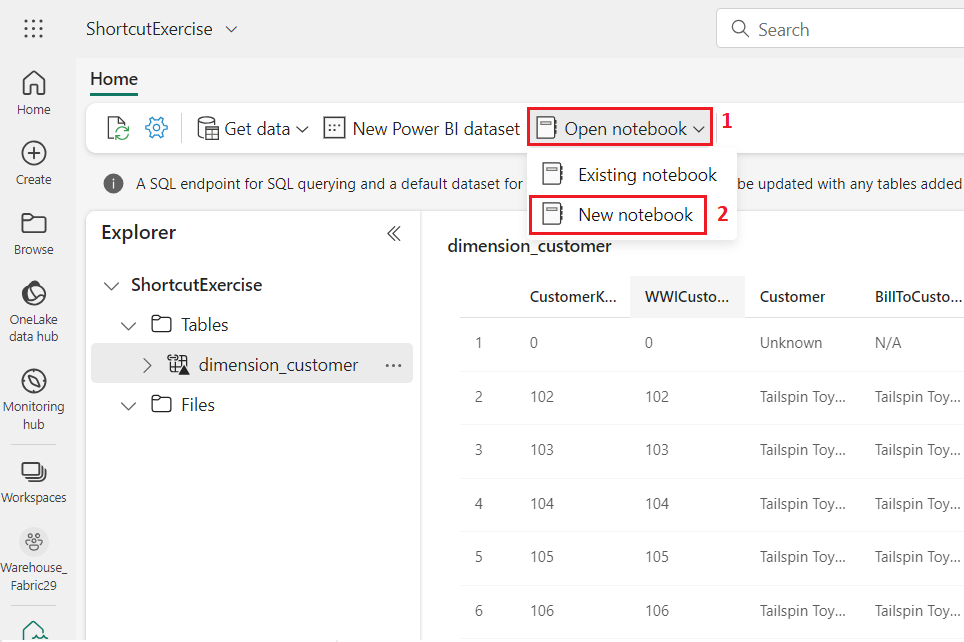 ShortcutExercise
Search
Home
Create
Browse
OneLake
data hub
Monitoring
hub
Workspaces
Warehouse_
Fabric29
Home
Get data
New Power BI dataset
Open notebook
1
Existing notebook
New notebook
2
A SQL endpoint for SQL querying and a default dataset for
be updated with any tables added
Explorer
ShortcutExercise
Tables
dimension_customer
...
Files
dimension_customer
CustomerK... WWICusto... Customer BillToCusto...
1 0 0 Unknown N/A
2 102 102 Tailspin Toy... Tailspin Toy...
3 103 103 Tailspin Toy... Tailspin Toy...
4 104 104 Tailspin Toy... Tailspin Toy...
5 105 105 Tailspin Toy... Tailspin Toy...
6 106 106 Tailspin Toy... Tailspin Toy...